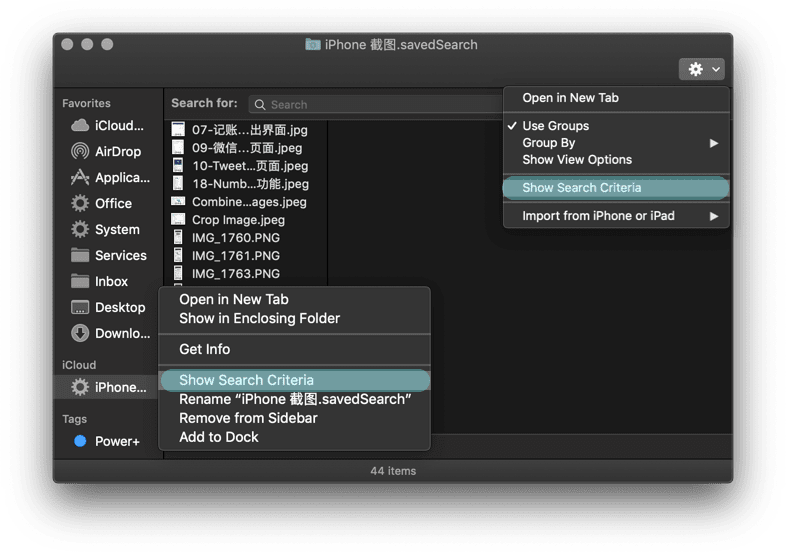 iPhone 截图.savedSearch
Favorites
iCloud...
AirDrop
Applica...
Office
System
Services
Inbox
Desktop
Downlo...
iCloud
iPhone...
Tags
Power+
Search for:
Search
07-记账...出界面.jpg
09-微信...页面.jpeg
10-Tweet...页面.jpeg
18-Numb...功能.jpeg
Combine...ages.jpeg
Crop Image.jpeg
IMG_1760.PNG
IMG_1761.PNG
IMG_1763.PNG
Open in New Tab
Use Groups
Group By
Show View Options
Show Search Criteria
Import from iPhone or iPad
Open in New Tab
Show in Enclosing Folder
Get Info
Show Search Criteria
Rename “iPhone 截图.savedSearch”
Remove from Sidebar
Add to Dock
44 items